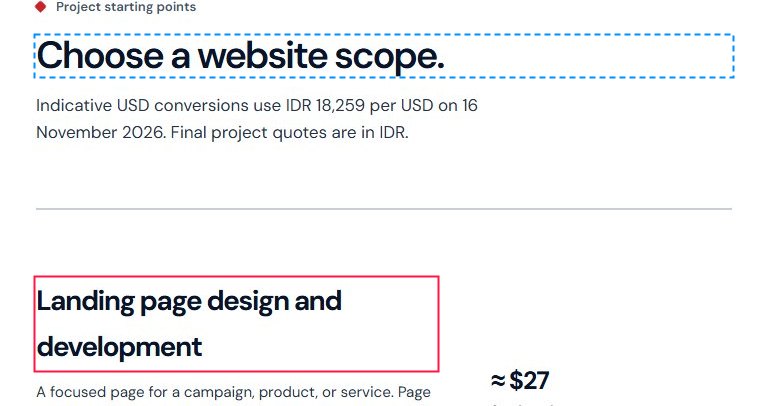 Project starting points
Choose a website scope.
Indicative USD conversions use IDR 18,259 per USD on 16
November 2026. Final project quotes are in IDR.
Landing page design and
development
≈ $27
A focused page for a campaign, product, or service. Page